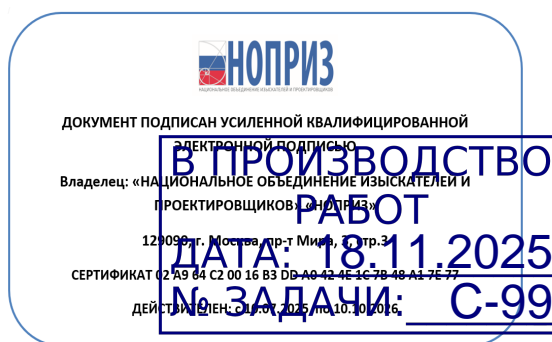 НОПРИЗ
НАЦИОНАЛЬНОЕ ОБЪЕДИНЕНИЕ ИЗЫСКАТЕЛЕЙ И ПРОЕКТИРОВЩИКОВ
ДОКУМЕНТ ПОДПИСАН УСИЛЕННОЙ КВАЛИФИЦИРОВАННОЙ
ЭЛЕКТРОННОЙ ПОДПИСЬЮ
В ПРОИЗВОДСТВО
Владелец: «НАЦИОНАЛЬНОЕ ОБЪЕДИНЕНИЕ ИЗЫСКАТЕЛЕЙ И
ПРОЕКТИРОВЩИКОВ» «НОПРИЗ»
РАБОТ
129090, г. Москва, пр-т Мира, 3, стр.3
ДАТА: 18.11.2025
СЕРТИФИКАТ 02 A9 64 C2 00 16 B3 DD A0 42 4E 1C 7B 48 A1 7E 77
ДЕЙСТВИТЕЛЕН: с 10.07.2025 по 10.10.2026
№ ЗАДАЧИ: С-99